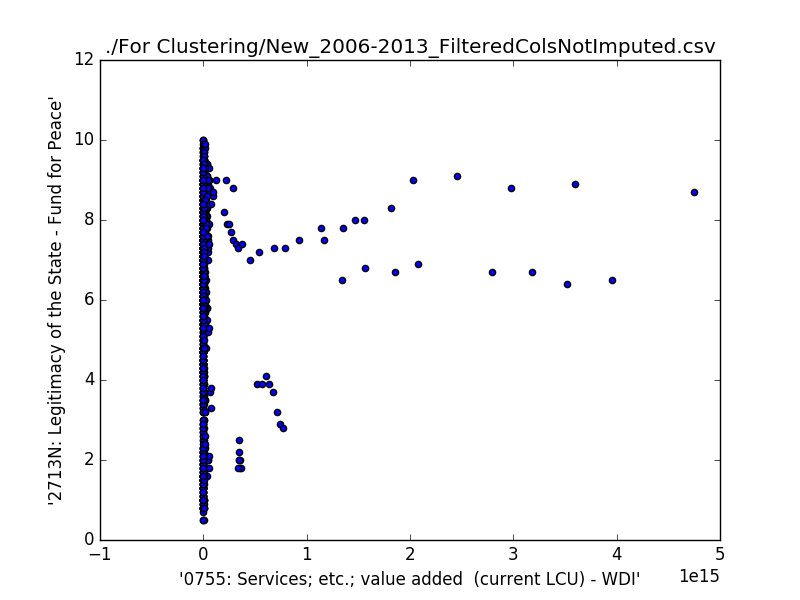 ./For Clustering/New_2006-2013_FilteredColsNotImputed.csv
12
10
8
6
4
2
0
'2713N: Legitimacy of the State - Fund for Peace'
−1 0 1 2 3 4 5
1e15
'0755: Services; etc.; value added  (current LCU) - WDI'